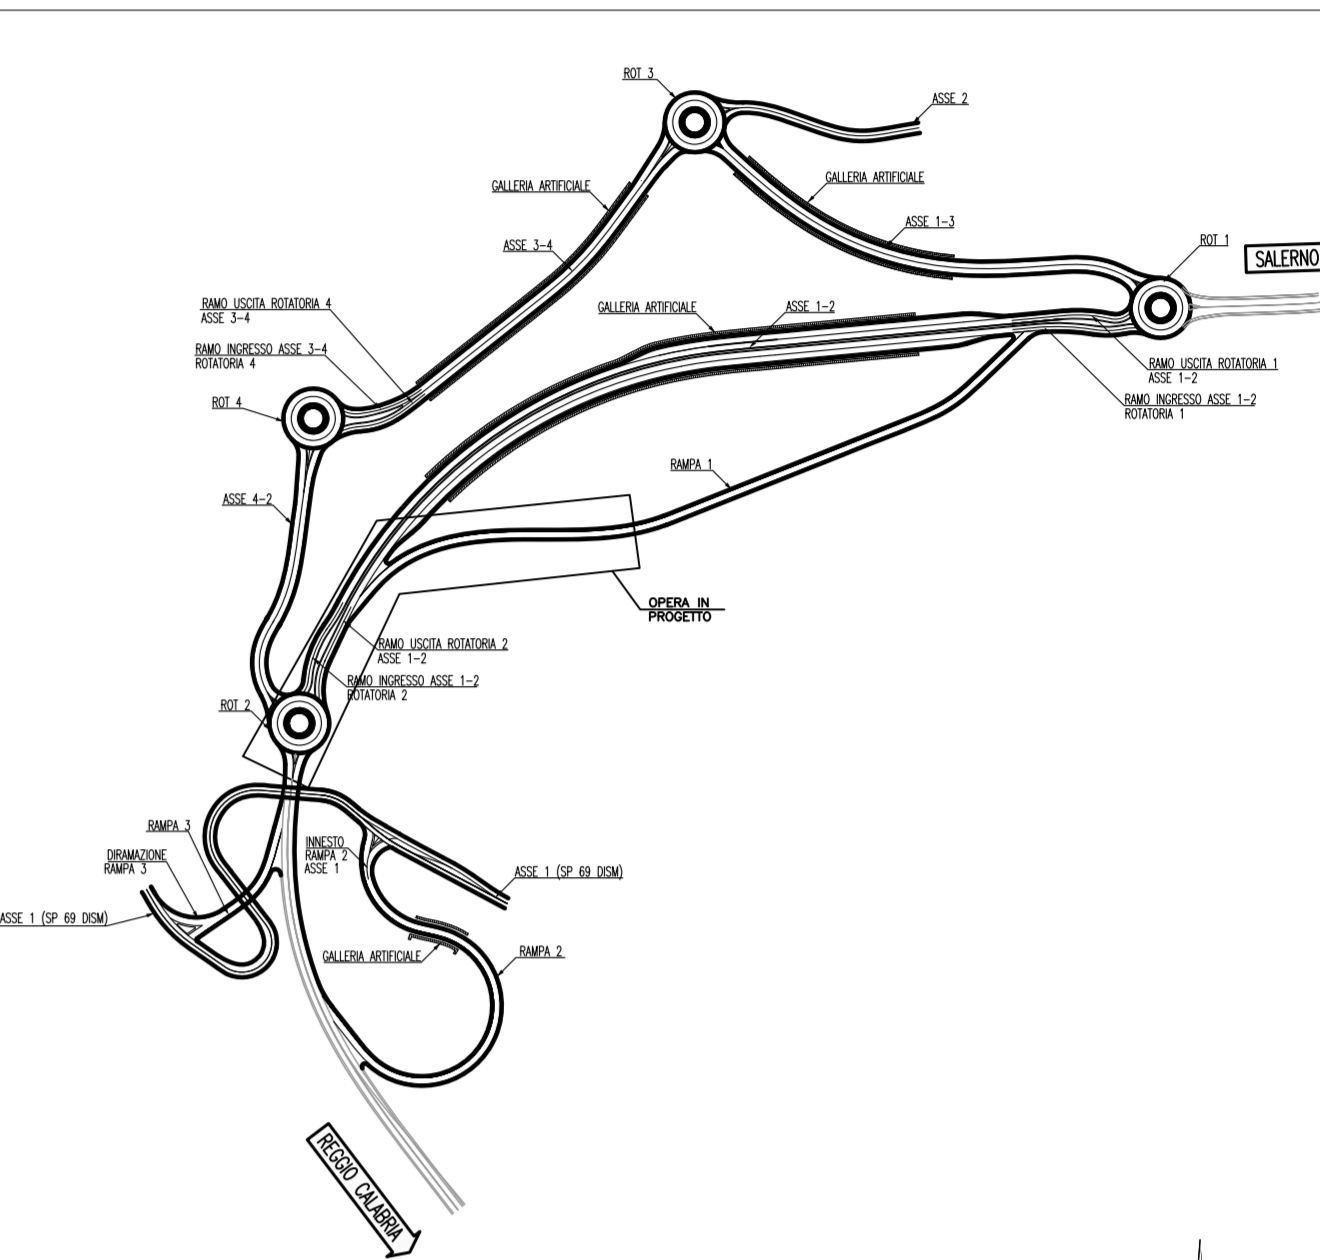 ROT 3
ASSE 2
GALLERIA ARTIFICIALE
GALLERIA ARTIFICIALE
ASSE 1-3
ASSE 3-4
ROT 1
SALERNO
RAMO USCITA ROTATORIA 4
ASSE 3-4
GALLERIA ARTIFICIALE
ASSE 1-2
RAMO INGRESSO ASSE 3-4
ROTATORIA 4
RAMO USCITA ROTATORIA 1
ASSE 1-2
ROT 4
RAMO INGRESSO ASSE 1-2
ROTATORIA 1
RAMPA 1
ASSE 4-2
OPERA IN
PROGETTO
RAMO USCITA ROTATORIA 2
ASSE 1-2
RAMO INGRESSO ASSE 1-2
ROTATORIA 2
ROT 2
RAMPA 3
INNESTO
RAMPA 2
ASSE 1
DIRAMAZIONE
RAMPA 3
ASSE 1 (SP 69 DISM)
ASSE 1 (SP 69 DISM)
GALLERIA ARTIFICIALE
RAMPA 2
REGGIO CALABRIA